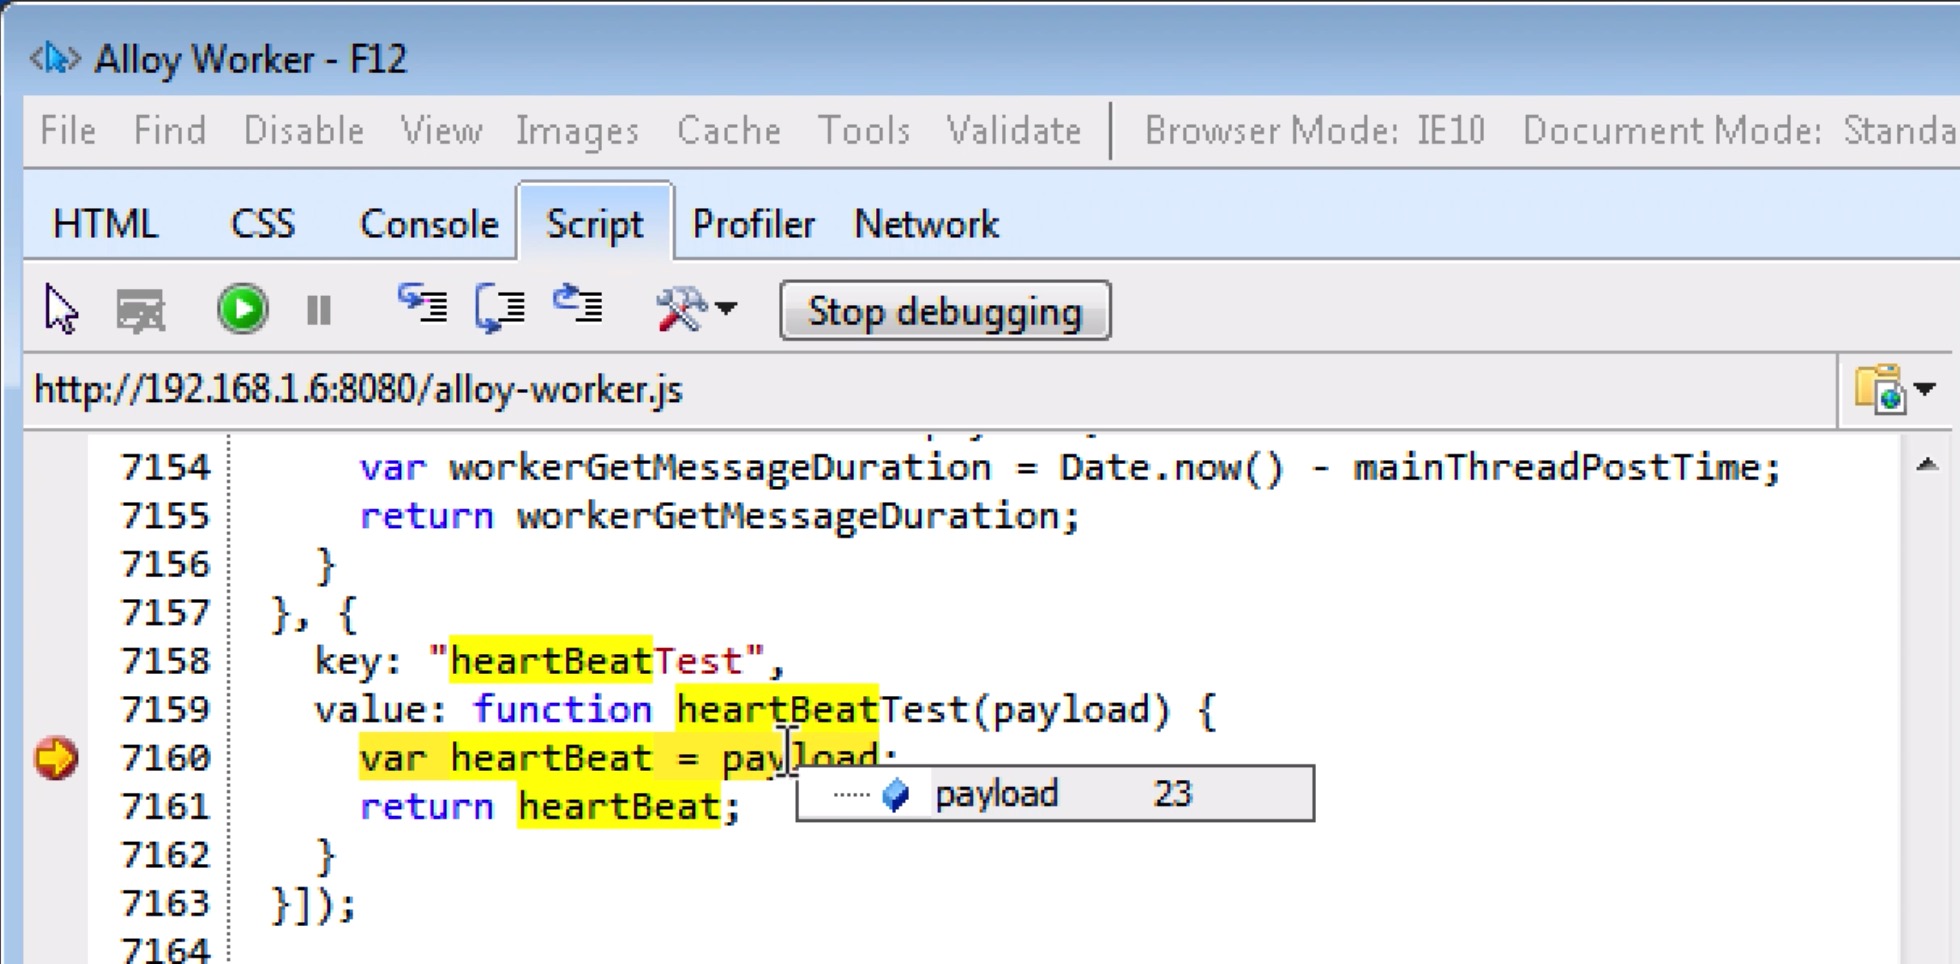 Alloy Worker - F12
File Find Disable View Images Cache Tools Validate Browser Mode: IE10 Document Mode:
HTML CSS Console Script Profiler Network
Stop debugging
http://192.168.1.6:8080/alloy-worker.js
7154 var workerGetMessageDuration = Date.now() - mainThreadPostTime;
7155 return workerGetMessageDuration;
7156 }
7157 }, {
7158 key: "heartBeatTest",
7159 value: function heartBeatTest(payload) {
7160 var heartBeat = payload;
payload 23
7161 return heartBeat;
7162 }
7163 }]);
7164